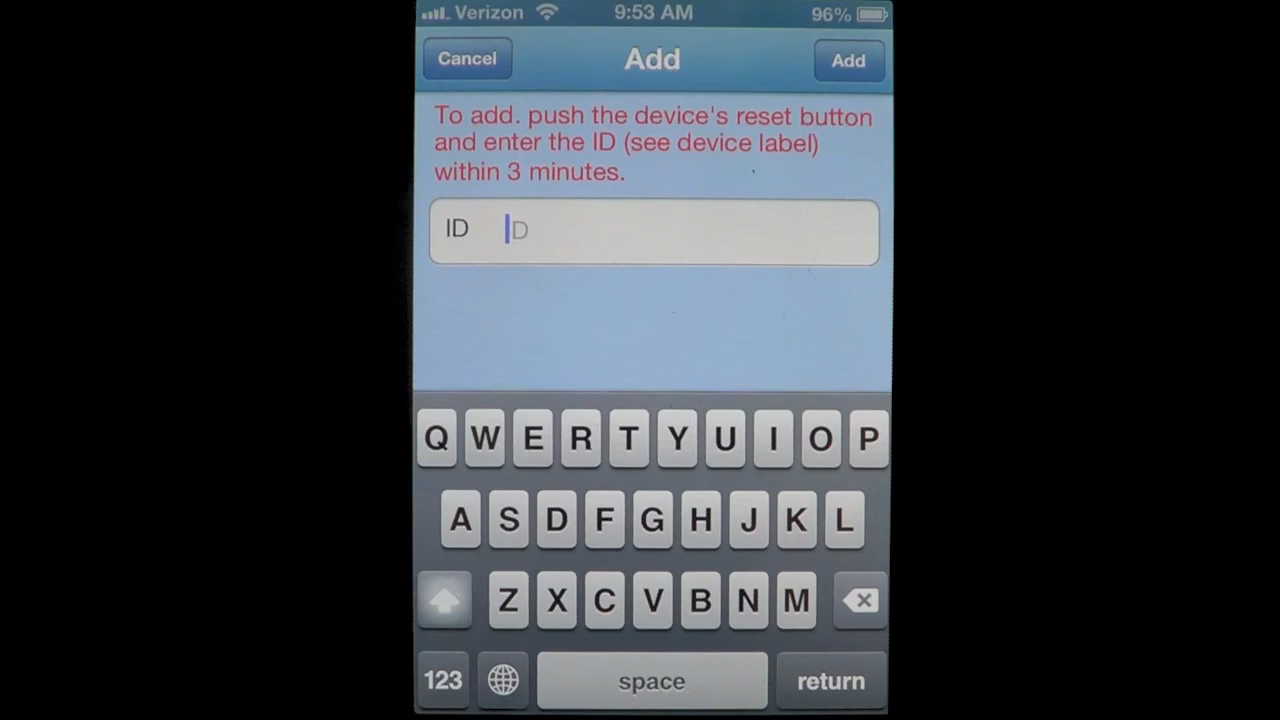 Verizon 9:53 AM 96%
Cancel Add Add
To add. push the device's reset button
and enter the ID (see device label)
within 3 minutes.
ID ID
Q W E R T Y U I O P
A S D F G H J K L
Z X C V B N M
123 space return